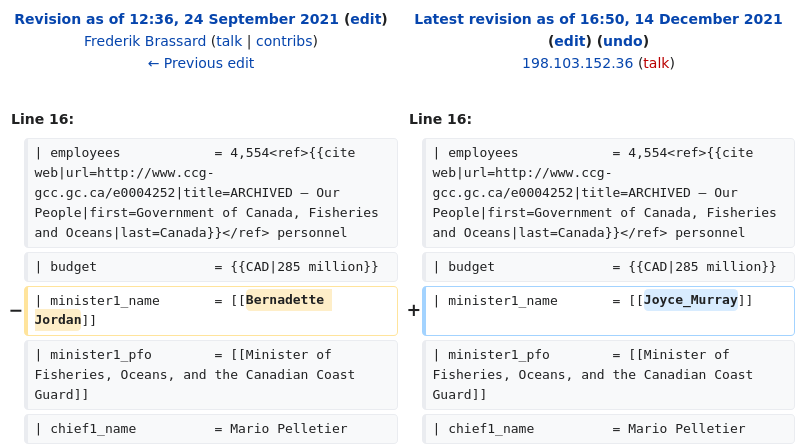 Revision as of 12:36, 24 September 2021 (edit)
Frederik Brassard (talk | contribs)
← Previous edit
Latest revision as of 16:50, 14 December 2021
(edit) (undo)
198.103.152.36 (talk)
Line 16:
| employees = 4,554<ref>{{cite
web|url=http://www.ccg-
gcc.gc.ca/e0004252|title=ARCHIVED – Our
People|first=Government of Canada, Fisheries
and Oceans|last=Canada}}</ref> personnel
| budget = {{CAD|285 million}}
− | minister1_name = [[Bernadette
Jordan]]
| minister1_pfo = [[Minister of
Fisheries, Oceans, and the Canadian Coast
Guard]]
| chief1_name = Mario Pelletier
Line 16:
| employees = 4,554<ref>{{cite
web|url=http://www.ccg-
gcc.gc.ca/e0004252|title=ARCHIVED – Our
People|first=Government of Canada, Fisheries
and Oceans|last=Canada}}</ref> personnel
| budget = {{CAD|285 million}}
+ | minister1_name = [[Joyce_Murray]]
| minister1_pfo = [[Minister of
Fisheries, Oceans, and the Canadian Coast
Guard]]
| chief1_name = Mario Pelletier